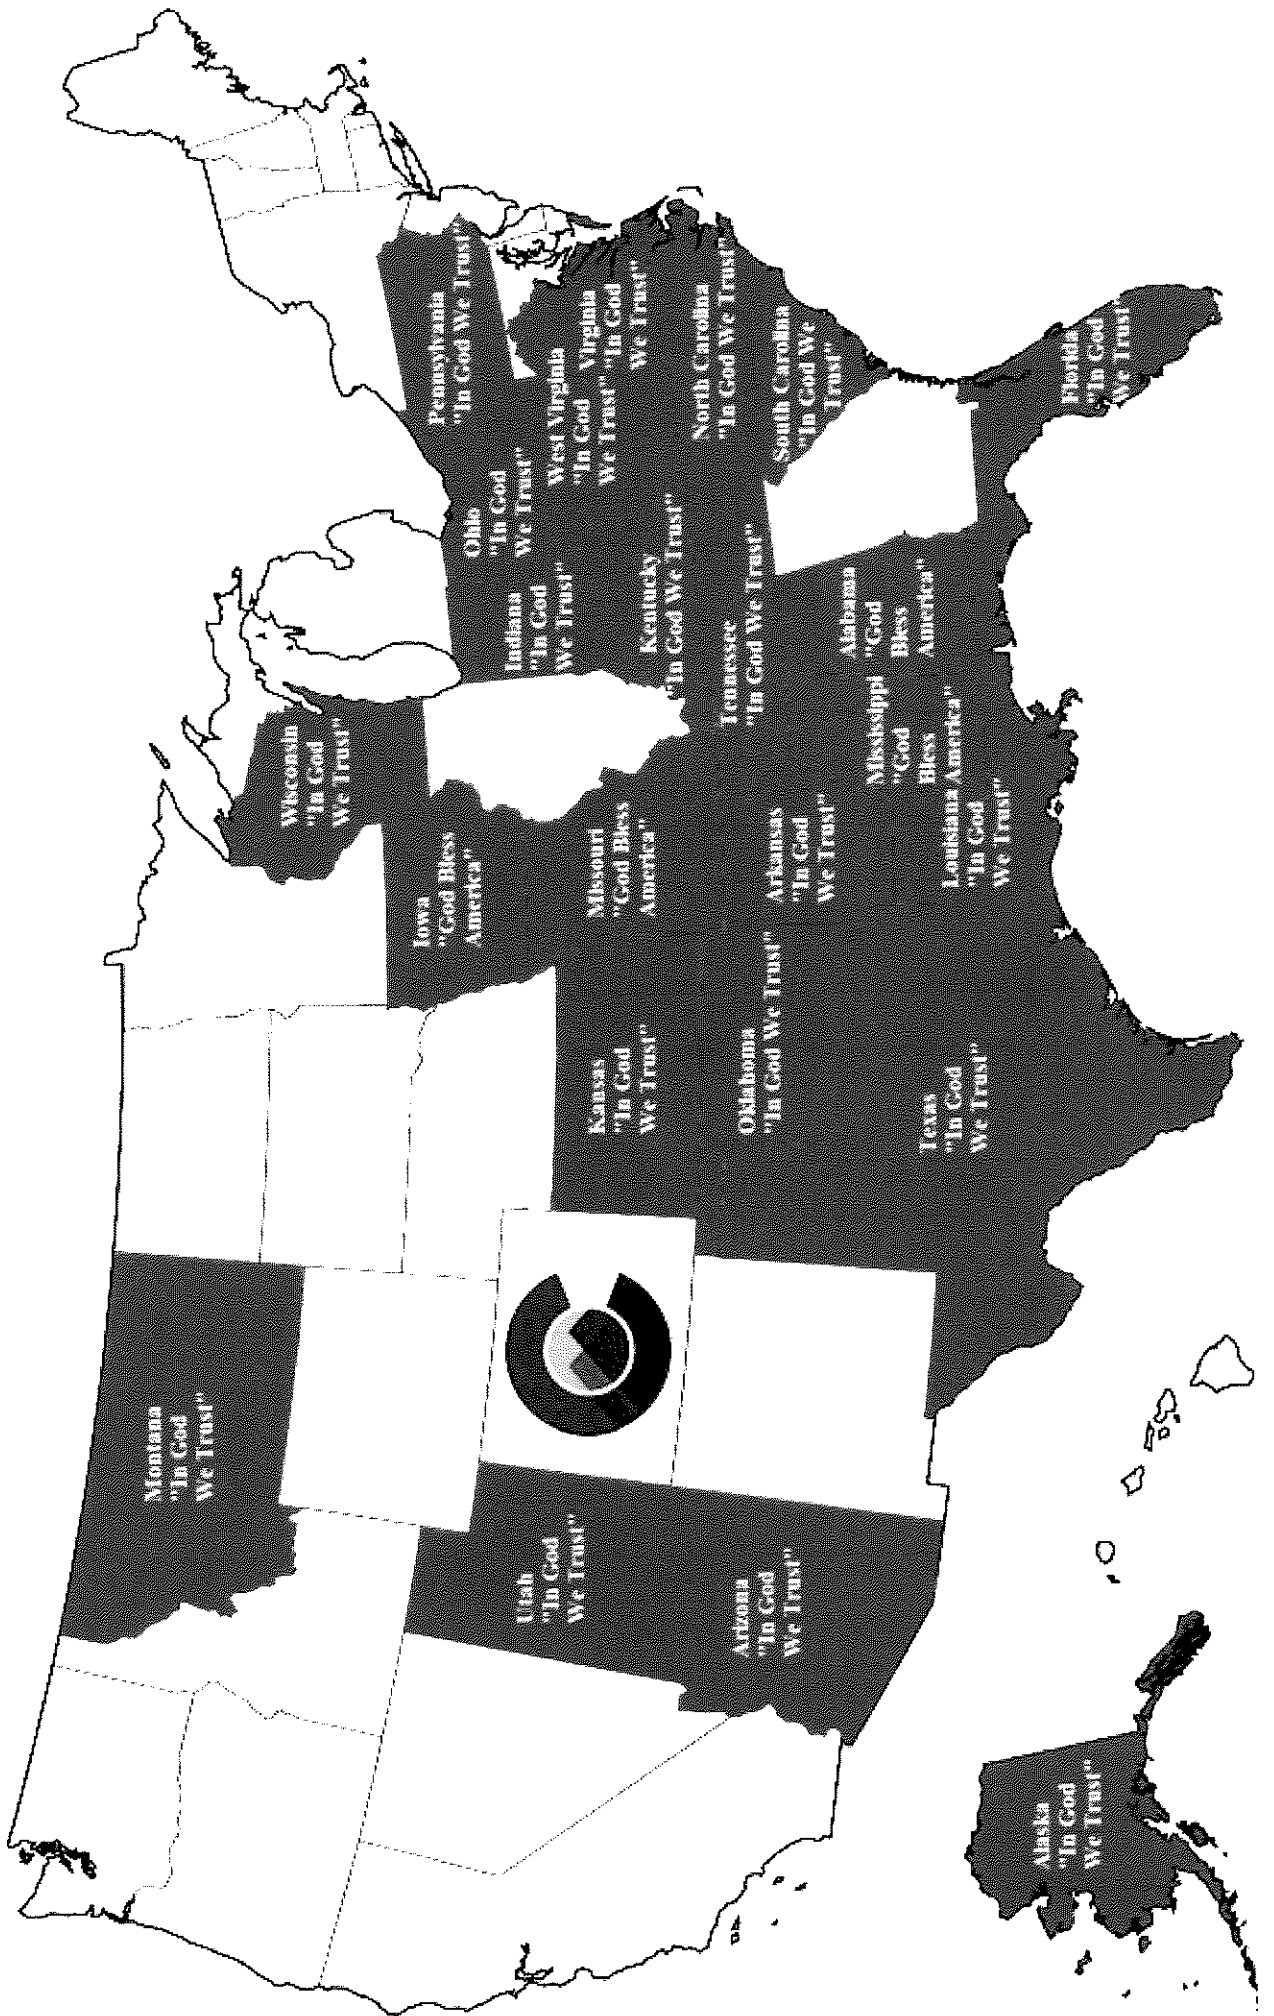 Montana
"In God
We Trust"
Utah
"In God
We Trust"
Arizona
"In God
We Trust"
Alaska
"In God
We Trust"
Kansas
"In God
We Trust"
Oklahoma
"In God We Trust"
Texas
"In God
We Trust"
Wisconsin
"In God
We Trust"
Iowa
"God Bless
America"
Missouri
"God Bless
America"
Arkansas
"In God
We Trust"
Louisiana
"In God
We Trust"
Mississippi
"God
Bless
America"
Alabama
"God
Bless
America"
Tennessee
"In God We Trust"
Kentucky
"In God We Trust"
Indiana
"In God
We Trust"
Ohio
"In God
We Trust"
Pennsylvania
"In God We Trust"
West Virginia
"In God
We Trust"
Virginia
"In God
We Trust"
North Carolina
"In God We Trust"
South Carolina
"In God We
Trust"
Florida
"In God
We Trust"